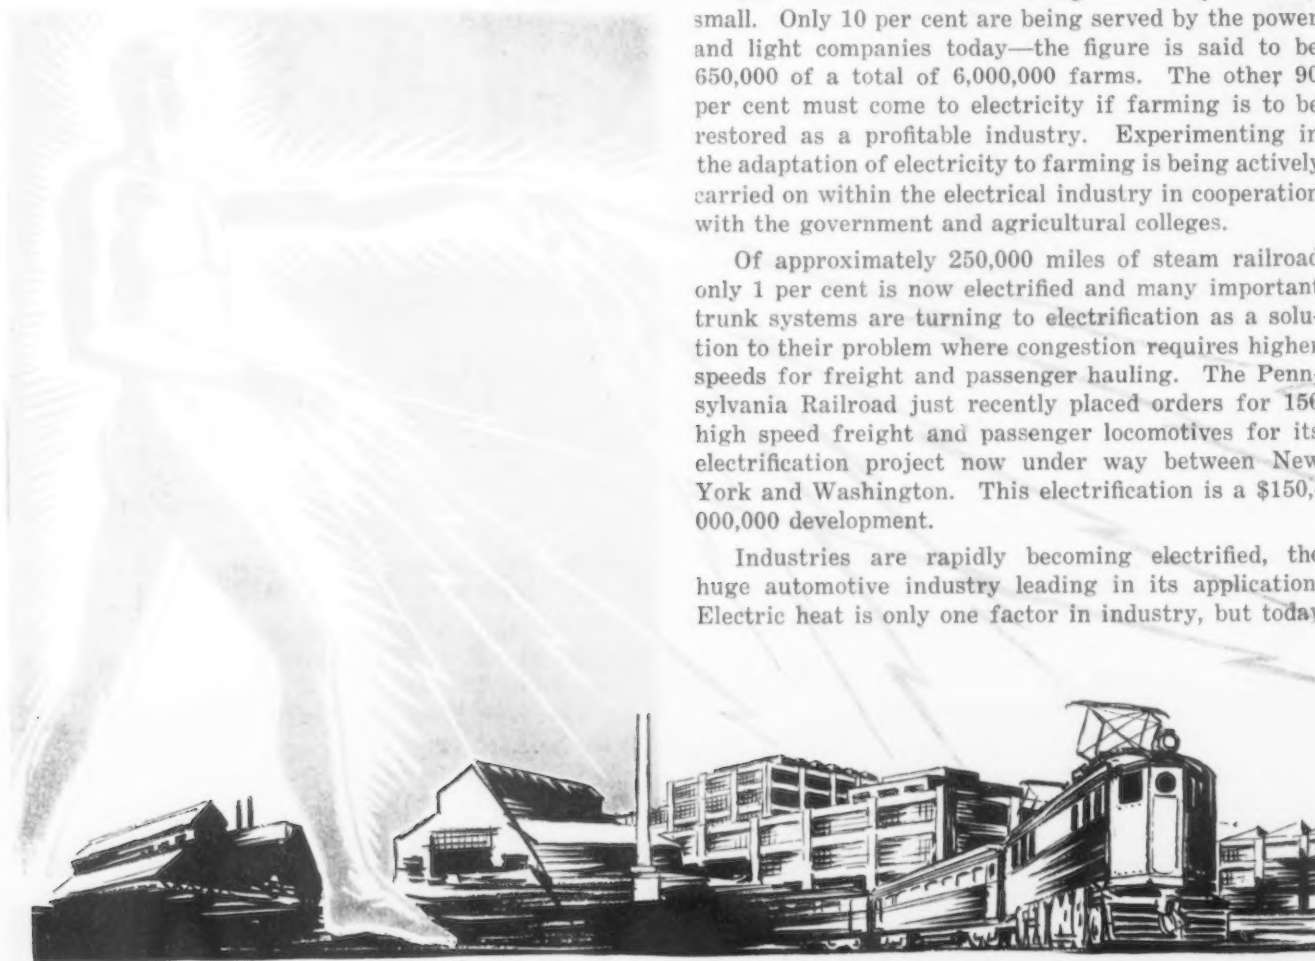 small. Only 10 per cent are being served by the power
and light companies today—the figure is said to be
650,000 of a total of 6,000,000 farms. The other 90
per cent must come to electricity if farming is to be
restored as a profitable industry. Experimenting in
the adaptation of electricity to farming is being actively
carried on within the electrical industry in cooperation
with the government and agricultural colleges.
Of approximately 250,000 miles of steam railroad
only 1 per cent is now electrified and many important
trunk systems are turning to electrification as a solu-
tion to their problem where congestion requires higher
speeds for freight and passenger hauling. The Penn-
sylvania Railroad just recently placed orders for 150
high speed freight and passenger locomotives for its
electrification project now under way between New
York and Washington. This electrification is a $150,
000,000 development.
Industries are rapidly becoming electrified, the
huge automotive industry leading in its application
Electric heat is only one factor in industry, but today